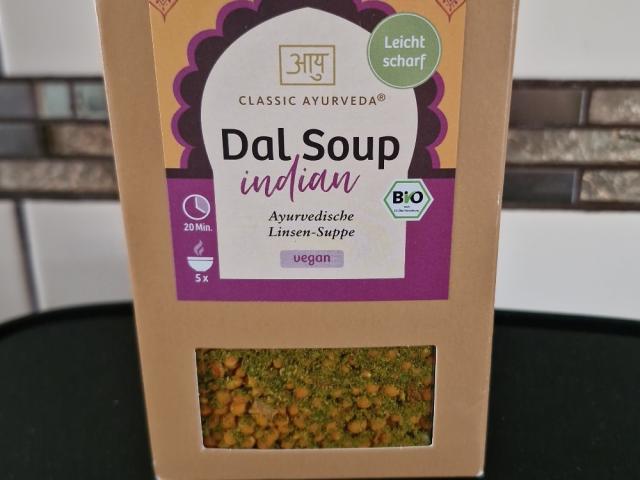 Leicht
scharf
आयु
CLASSIC AYURVEDA®
Dal Soup
indian
Bio
20 Min.
Ayurvedische
Linsen-Suppe
vegan
5 x